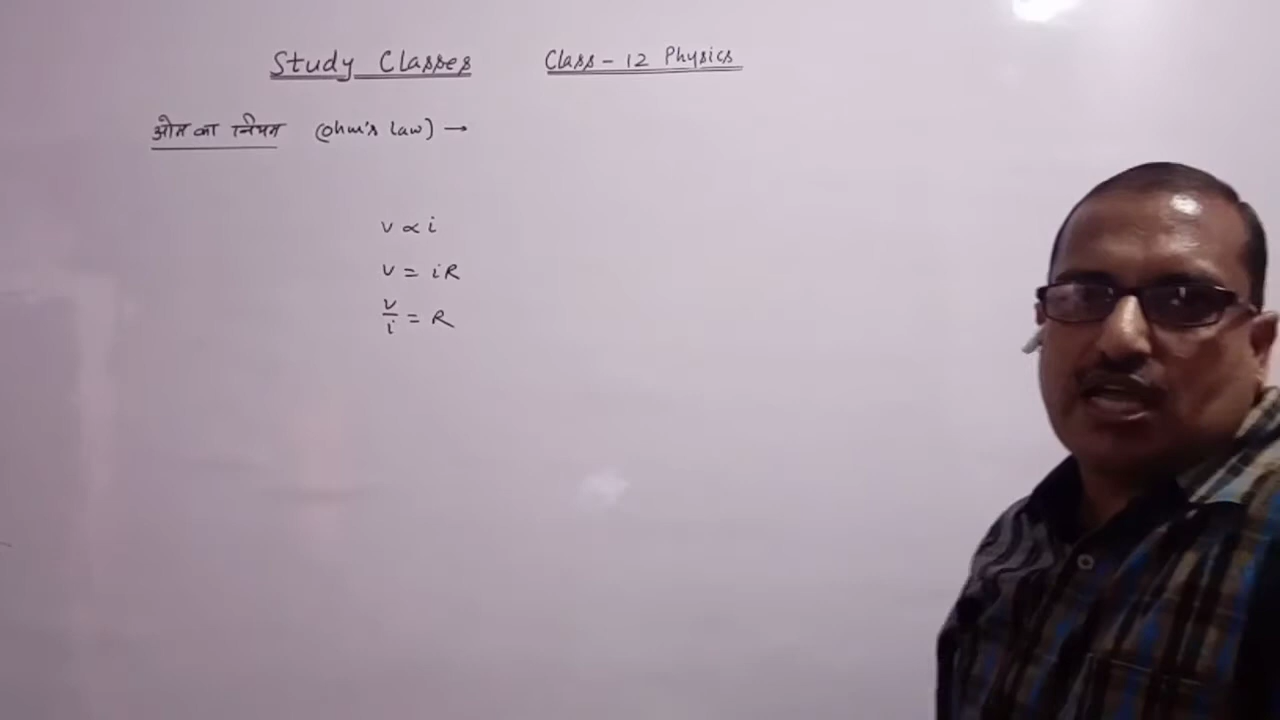 Study Classes Class - 12 Physics
ओम का नियम (ohm's law) →
v ∝ i
v = iR
v/i = R